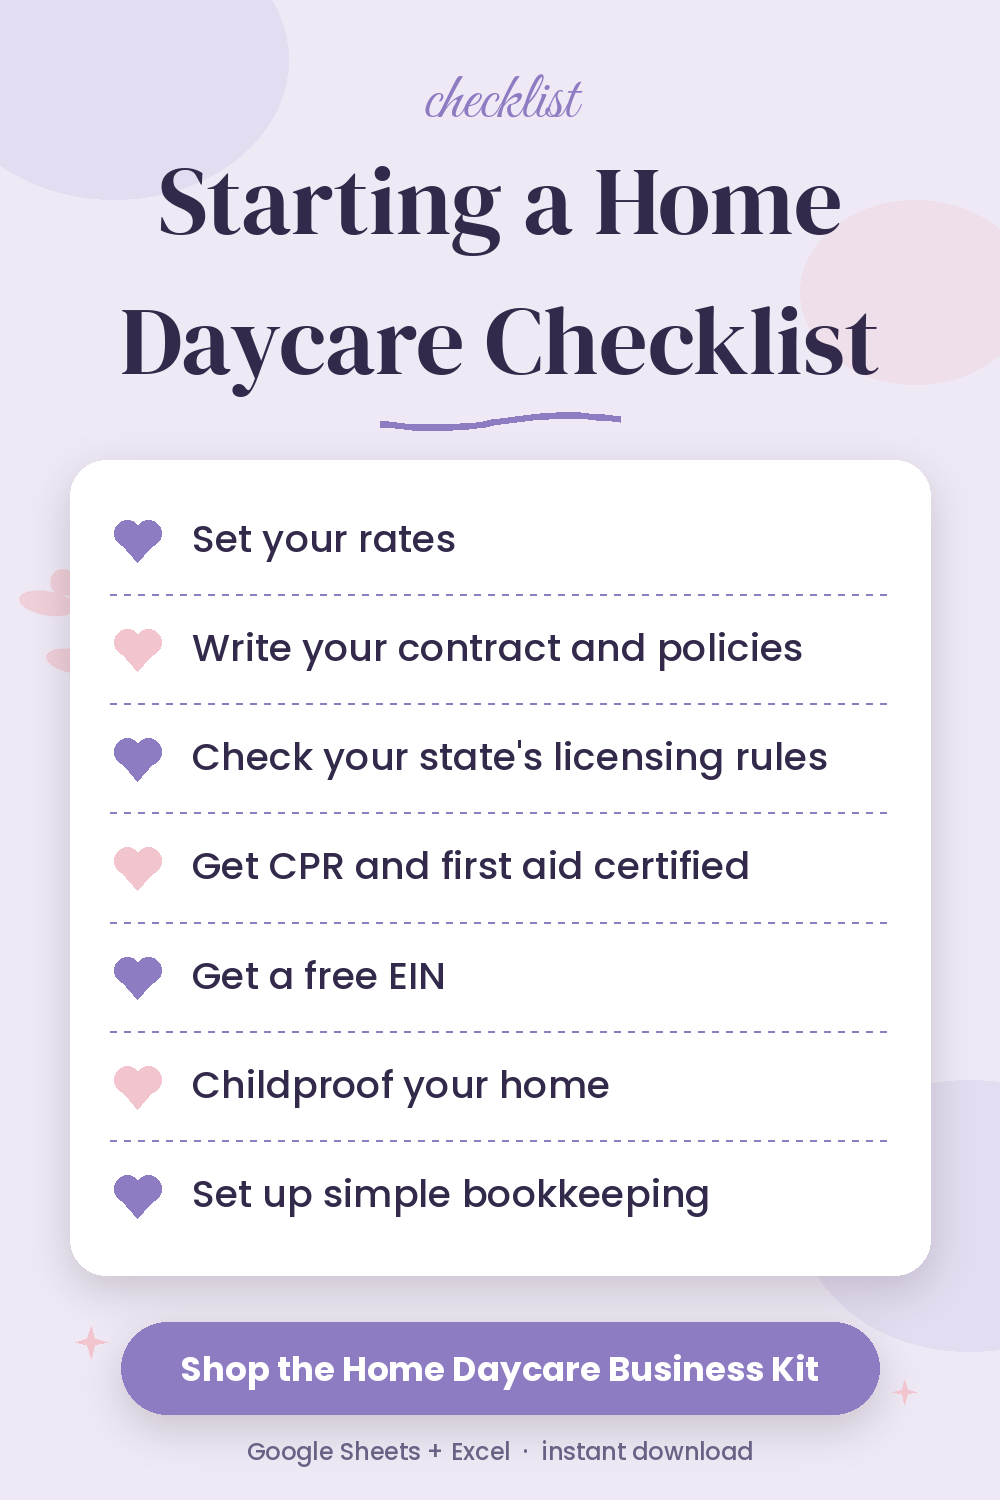 checklist
Starting a Home
Daycare Checklist
Set your rates
Write your contract and policies
Check your state's licensing rules
Get CPR and first aid certified
Get a free EIN
Childproof your home
Set up simple bookkeeping
Shop the Home Daycare Business Kit
Google Sheets + Excel · instant download